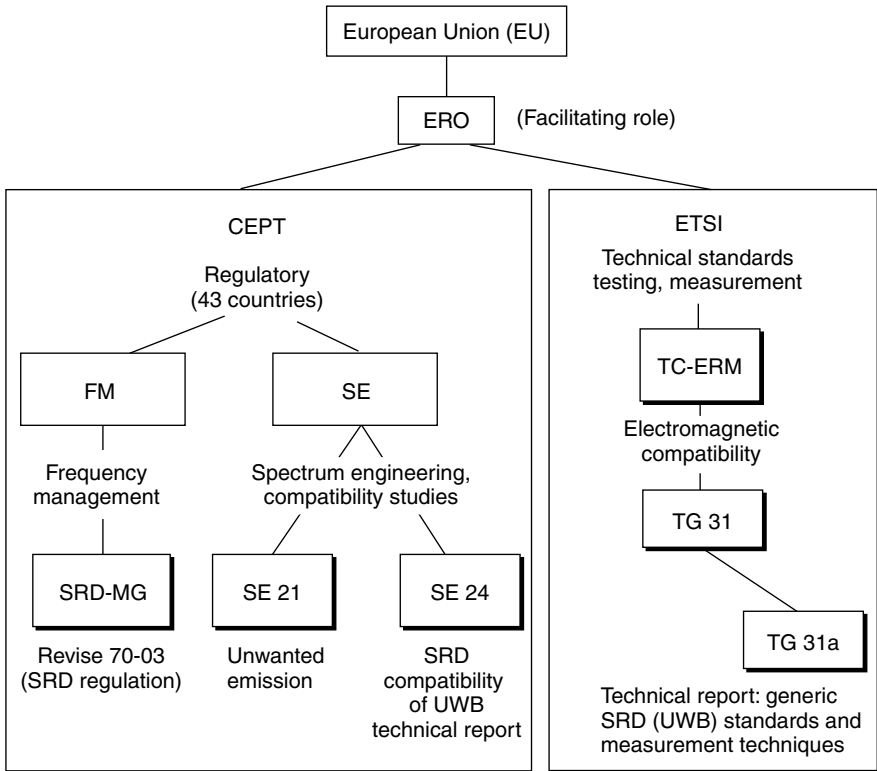 European Union (EU)
ERO
(Facilitating role)
CEPT
Regulatory
(43 countries)
FM
SE
Frequency
management
Spectrum engineering,
compatibility studies
SRD-MG
SE 21
SE 24
Revise 70-03
(SRD regulation)
Unwanted
emission
SRD
compatibility
of UWB
technical report
ETSI
Technical standards
testing, measurement
TC-ERM
Electromagnetic
compatibility
TG 31
TG 31a
Technical report: generic
SRD (UWB) standards and
measurement techniques